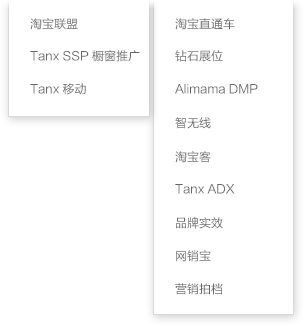 淘宝联盟
Tanx SSP 橱窗推广
Tanx 移动
淘宝直通车
钻石展位
Alimama DMP
智无线
淘宝客
Tanx ADX
品牌实效
网销宝
营销拍档